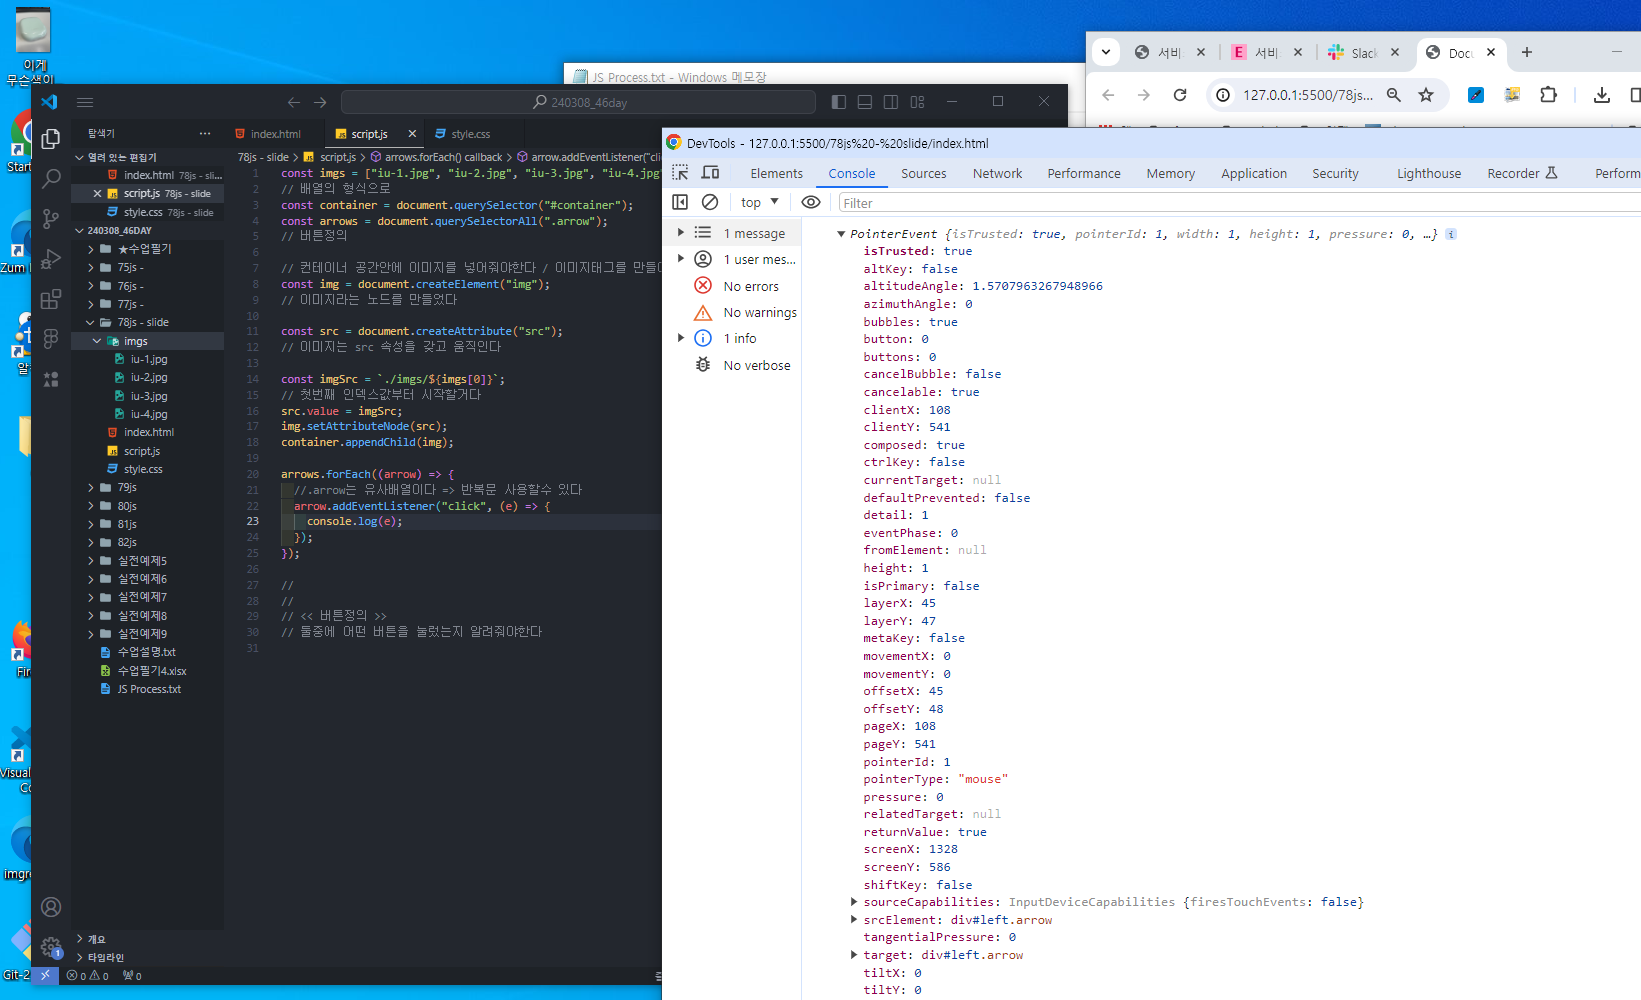 이게
무슨색이
JS Process.txt - Windows 메모장
서비
서비
Slack
Docu
127.0.0.1:5500/78js...
240308_46day
탐색기
index.html
script.js
style.css
DevTools - 127.0.0.1:5500/78js%20-%20slide/index.html
열려 있는 편집기
index.html 78js - sli...
script.js 78js - slide
style.css 78js - slide
240308_46DAY
★수업필기
75js -
76js -
77js -
78js - slide
imgs
iu-1.jpg
iu-2.jpg
iu-3.jpg
iu-4.jpg
index.html
script.js
style.css
79js
80js
81js
82js
실전예제5
실전예제6
실전예제7
실전예제8
실전예제9
수업설명.txt
수업필기4.xlsx
JS Process.txt
개요
타임라인
0 0 0
78js - slide > script.js > arrows.forEach() callback > arrow.addEventListener("cli
1 const imgs = ["iu-1.jpg", "iu-2.jpg", "iu-3.jpg", "iu-4.jpg"
2 // 배열의 형식으로
3 const container = document.querySelector("#container");
4 const arrows = document.querySelectorAll(".arrow");
5 // 버튼정의
6
7 // 컨테이너 공간안에 이미지를 넣어줘야한다 / 이미지태그를 만들어
8 const img = document.createElement("img");
9 // 이미지라는 노드를 만들었다
10
11 const src = document.createAttribute("src");
12 // 이미지는 src 속성을 갖고 움직인다
13
14 const imgSrc = `./imgs/${imgs[0]}`;
15 // 첫번째 인덱스값부터 시작할거다
16 src.value = imgSrc;
17 img.setAttributeNode(src);
18 container.appendChild(img);
19
20 arrows.forEach((arrow) => {
21 //.arrow는 유사배열이다 => 반복문 사용할수 있다
22 arrow.addEventListener("click", (e) => {
23 console.log(e);
24 });
25 });
26
27 //
28 //
29 // << 버튼정의 >>
30 // 둘중에 어떤 버튼을 눌렀는지 알려줘야한다
31
Elements Console Sources Network Performance Memory Application Security Lighthouse Recorder Perform
top
Filter
1 message
1 user mes...
No errors
No warnings
1 info
No verbose
PointerEvent {isTrusted: true, pointerId: 1, width: 1, height: 1, pressure: 0, …}
isTrusted: true
altKey: false
altitudeAngle: 1.5707963267948966
azimuthAngle: 0
bubbles: true
button: 0
buttons: 0
cancelBubble: false
cancelable: true
clientX: 108
clientY: 541
composed: true
ctrlKey: false
currentTarget: null
defaultPrevented: false
detail: 1
eventPhase: 0
fromElement: null
height: 1
isPrimary: false
layerX: 45
layerY: 47
metaKey: false
movementX: 0
movementY: 0
offsetX: 45
offsetY: 48
pageX: 108
pageY: 541
pointerId: 1
pointerType: "mouse"
pressure: 0
relatedTarget: null
returnValue: true
screenX: 1328
screenY: 586
shiftKey: false
sourceCapabilities: InputDeviceCapabilities {firesTouchEvents: false}
srcElement: div#left.arrow
tangentialPressure: 0
target: div#left.arrow
tiltX: 0
tiltY: 0
Start
Zum
Fir
Visual
Co
imgre
Git-2